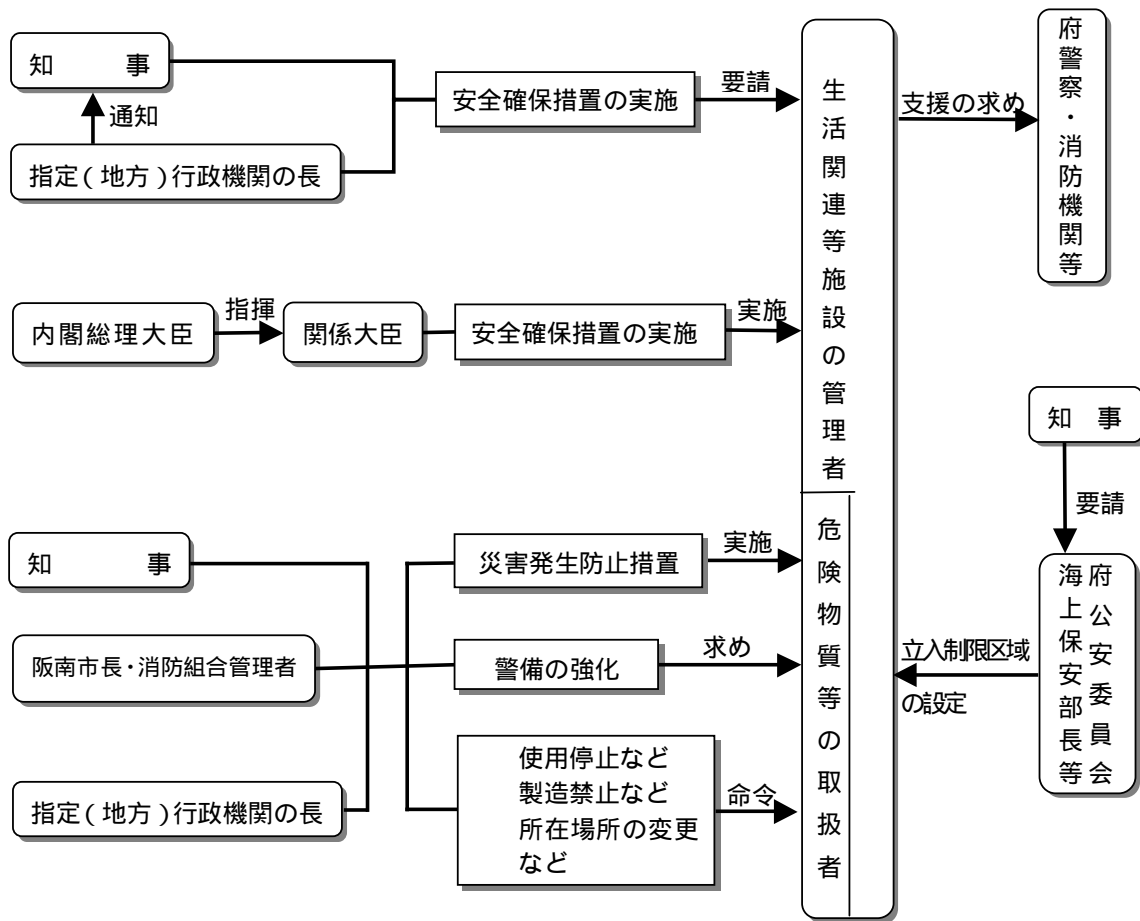 知　　　事
通知
指定(地方)行政機関の長
安全確保措置の実施
要請
内閣総理大臣
指揮
関係大臣
安全確保措置の実施
実施
知　　　事
阪南市長・消防組合管理者
指定(地方)行政機関の長
災害発生防止措置
実施
警備の強化
求め
使用停止など
製造禁止など
所在場所の変更
など
命令
生活関連等施設の管理者
危険物質等の取扱者
支援の求め
府警察・消防機関等
知　事
要請
府公安委員会
海上保安部長等
立入制限区域
の設定